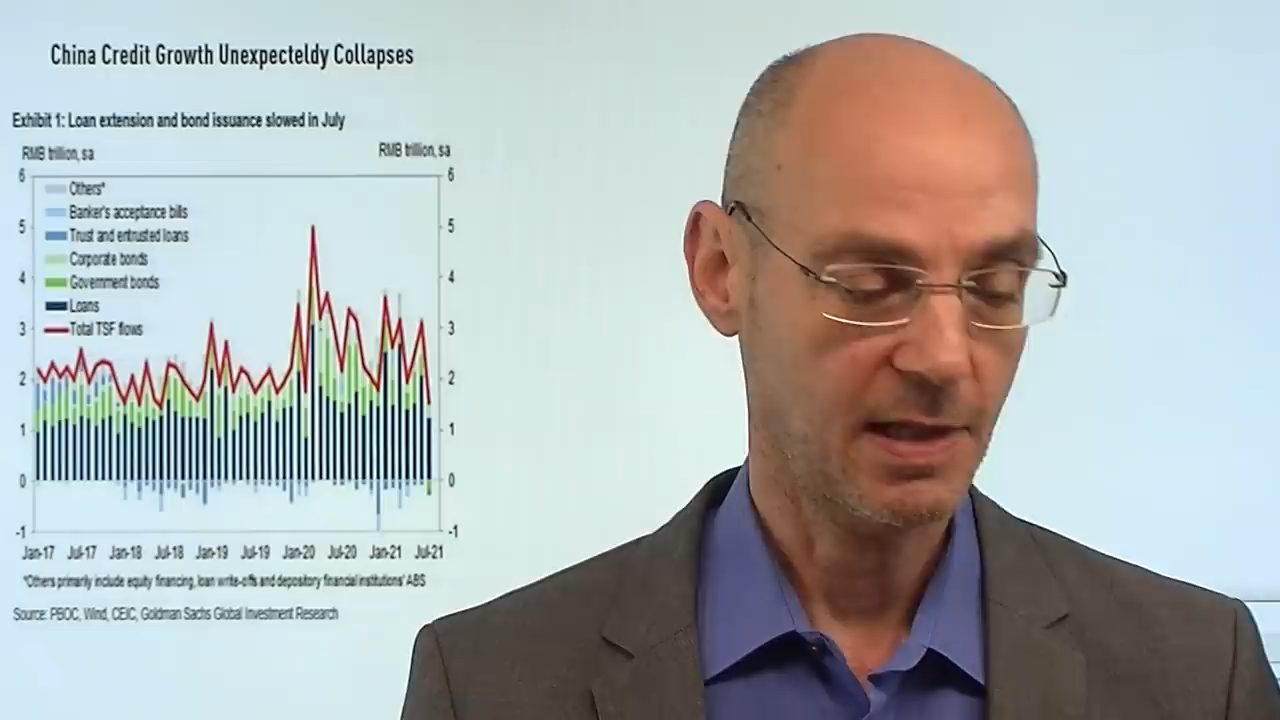 China Credit Growth Unexpecteldy Collapses
Exhibit 1: Loan extension and bond issuance slowed in July
RMB trillion, sa
RMB trillion, sa
6
6
Others*
Banker's acceptance bills
5
5
Trust and entrusted loans
Corporate bonds
4
4
Government bonds
Loans
3
3
Total TSF flows
2
2
1
1
0
0
-1
-1
Jan-17 Jul-17 Jan-18 Jul-18 Jan-19 Jul-19 Jan-20 Jul-20 Jan-21 Jul-21
*Others primarily include equity financing, loan write-offs and depository financial institutions' ABS
Source: PBOC, Wind, CEIC, Goldman Sachs Global Investment Research